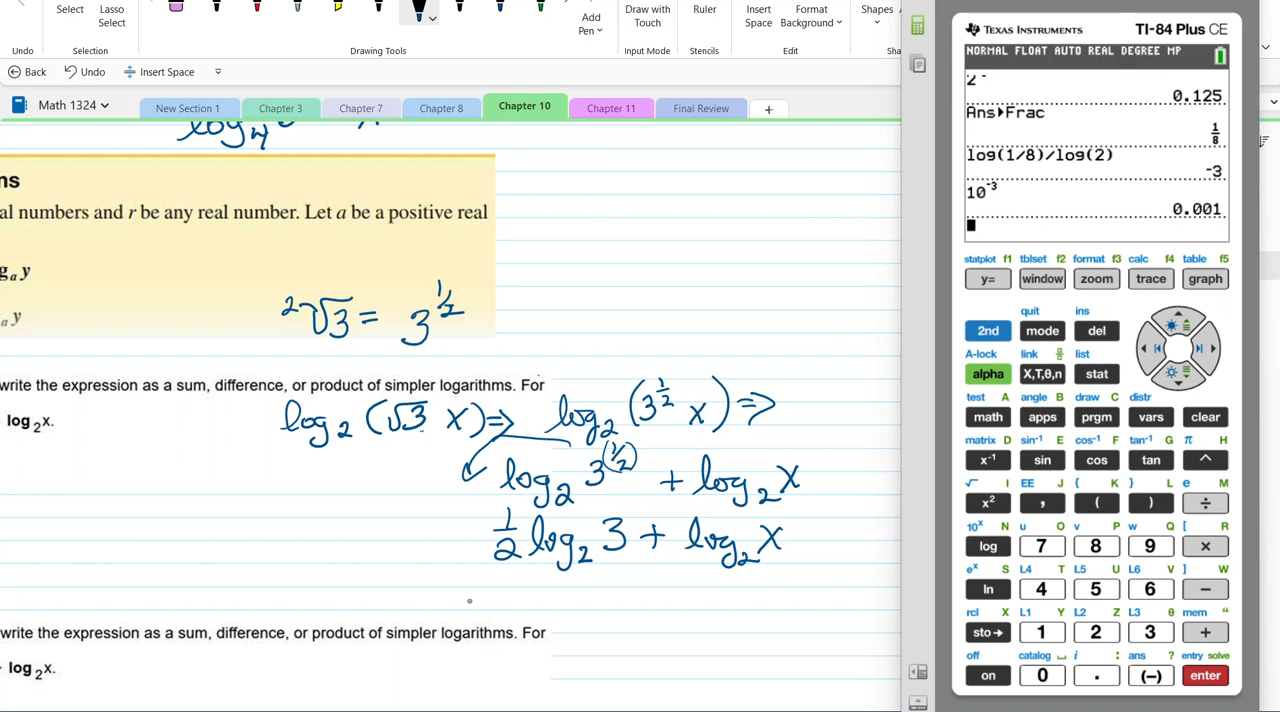 Select
Lasso Select
Add Pen
Draw with Touch
Ruler
Insert Space
Format Background
Shapes
Undo
Selection
Drawing Tools
Input Mode
Stencils
Edit
Back Undo Insert Space
Math 1324
New Section 1 Chapter 3 Chapter 7 Chapter 8 Chapter 10 Chapter 11 Final Review +
ns
al numbers and r be any real number. Let a be a positive real
g_a y
_a y
²√3 = 3^(1/2)
write the expression as a sum, difference, or product of simpler logarithms. For
log₂x.
log₂(√3 x) ⇒ log₂(3^(1/2) x) ⇒
log₂ 3^(1/2) + log₂ x
1/2 log₂ 3 + log₂ x
write the expression as a sum, difference, or product of simpler logarithms. For
log₂x.
TEXAS INSTRUMENTS TI-84 Plus CE
NORMAL FLOAT AUTO REAL DEGREE MP
0.125
Ans▶Frac
1/8
log(1/8)/log(2)
-3
10⁻³
0.001
statplot f1 tblset f2 format f3 calc f4 table f5
y= window zoom trace graph
quit ins
2nd mode del
A-lock link list
alpha X,T,θ,n stat
test A angle B draw C distr
math apps prgm vars clear
matrix D sin⁻¹ E cos⁻¹ F tan⁻¹ G π H
x⁻¹ sin cos tan ^
√ I EE J { K } L e M
x² , ( ) ÷
10ˣ N u O v P w Q [ R
log 7 8 9 ×
eˣ S L4 T L5 U L6 V ] W
ln 4 5 6 −
rcl X L1 Y L2 Z L3 θ mem "
sto→ 1 2 3 +
off catalog ␣ i : ans ? entry solve
on 0 . (−) enter